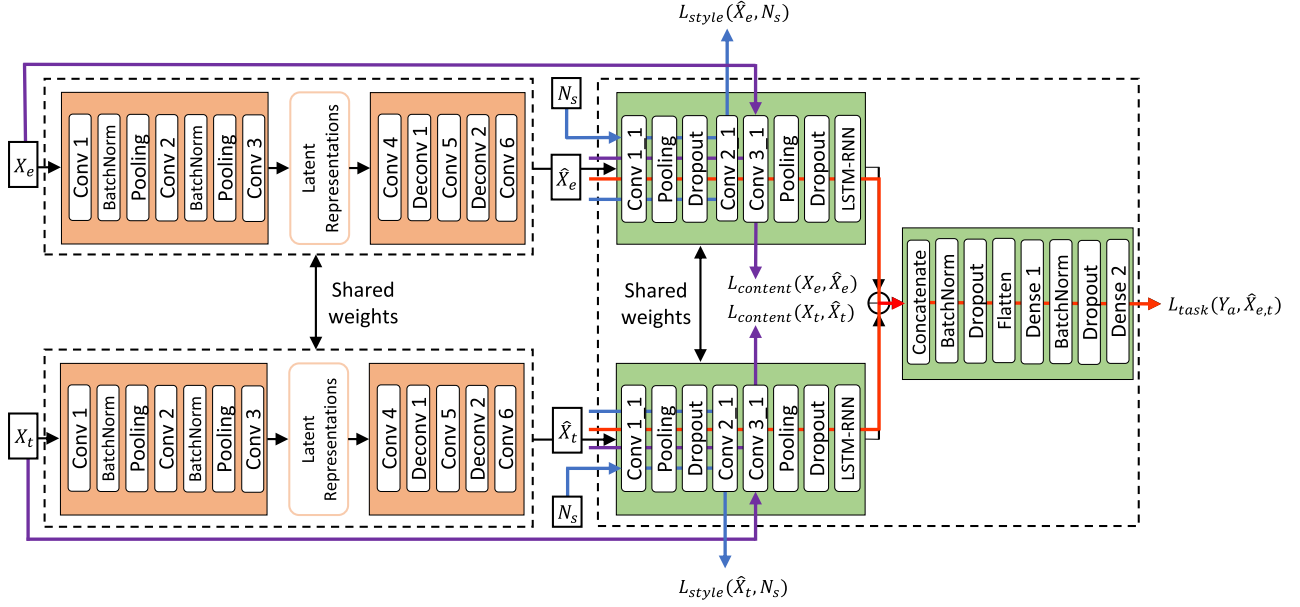 L_style(X̂_e, N_s)
X_e
Conv 1
BatchNorm
Pooling
Conv 2
BatchNorm
Pooling
Conv 3
Latent
Representations
Conv 4
Deconv 1
Conv 5
Deconv 2
Conv 6
N_s
X̂_e
Conv 1_1
Pooling
Dropout
Conv 2_1
Conv 3_1
Pooling
Dropout
LSTM-RNN
Shared
weights
Shared
weights
L_content(X_e, X̂_e)
L_content(X_t, X̂_t)
Concatenate
BatchNorm
Dropout
Flatten
Dense 1
BatchNorm
Dropout
Dense 2
L_task(Y_a, X̂_e,t)
X_t
Conv 1
BatchNorm
Pooling
Conv 2
BatchNorm
Pooling
Conv 3
Latent
Representations
Conv 4
Deconv 1
Conv 5
Deconv 2
Conv 6
X̂_t
N_s
Conv 1_1
Pooling
Dropout
Conv 2_1
Conv 3_1
Pooling
Dropout
LSTM-RNN
L_style(X̂_t, N_s)